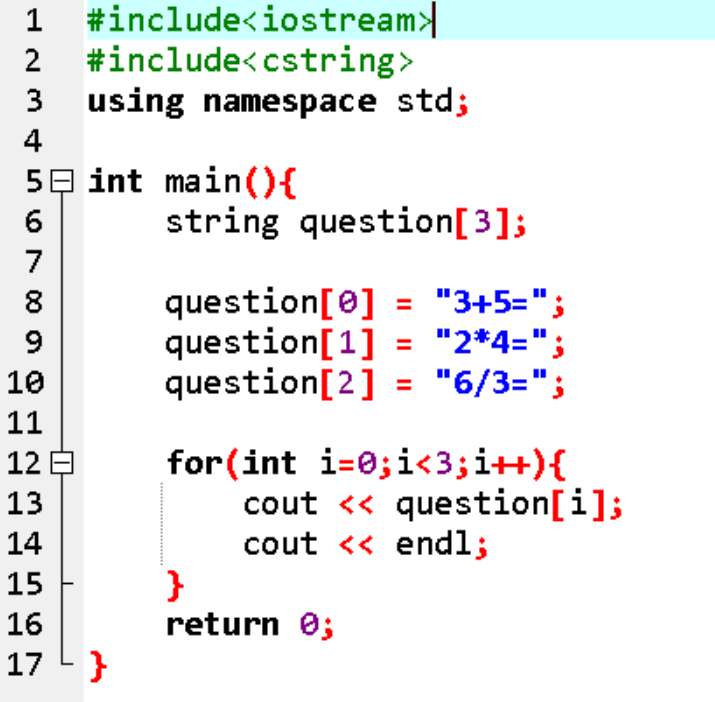 1 #include<iostream>
2 #include<cstring>
3 using namespace std;
4
5 int main(){
6 string question[3];
7
8 question[0] = "3+5=";
9 question[1] = "2*4=";
10 question[2] = "6/3=";
11
12 for(int i=0;i<3;i++){
13 cout << question[i];
14 cout << endl;
15 }
16 return 0;
17 }